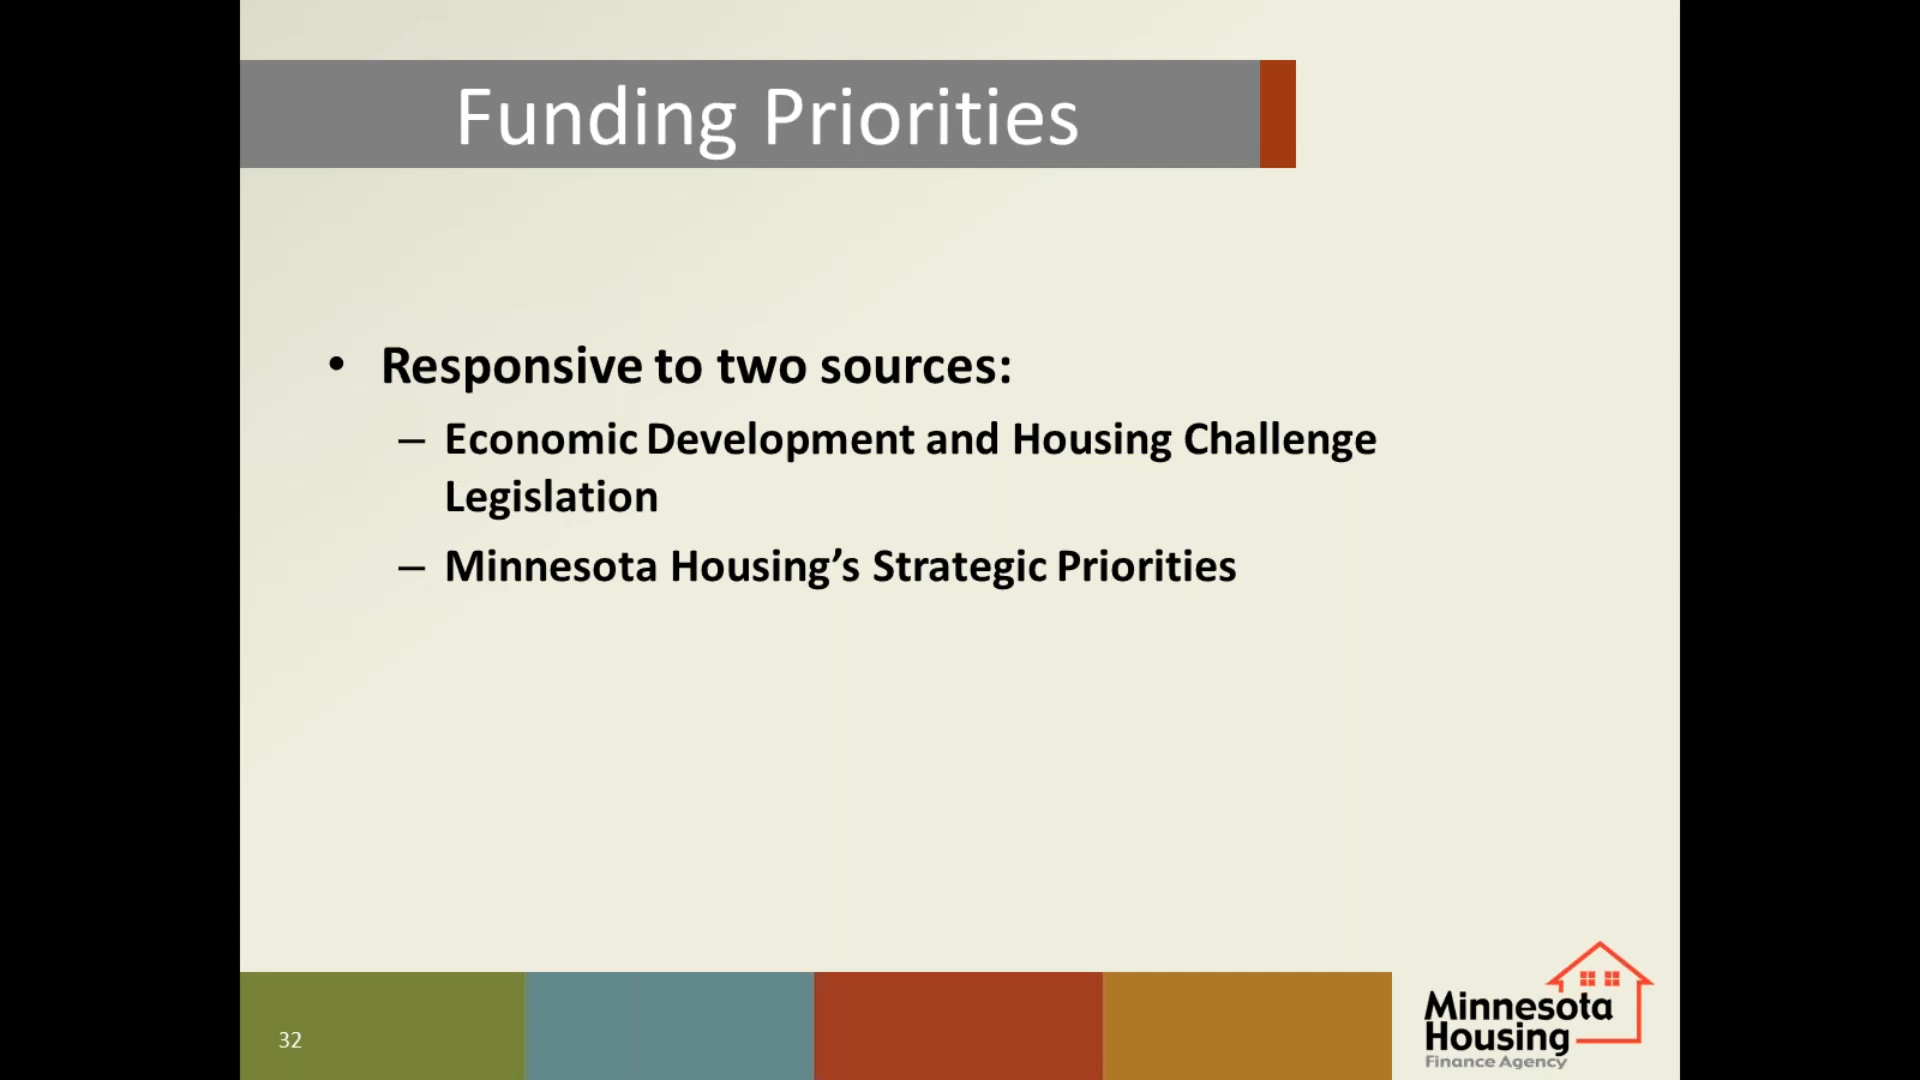 Funding Priorities
• Responsive to two sources:
– Economic Development and Housing Challenge
Legislation
– Minnesota Housing’s Strategic Priorities
32
Minnesota
Housing
Finance Agency